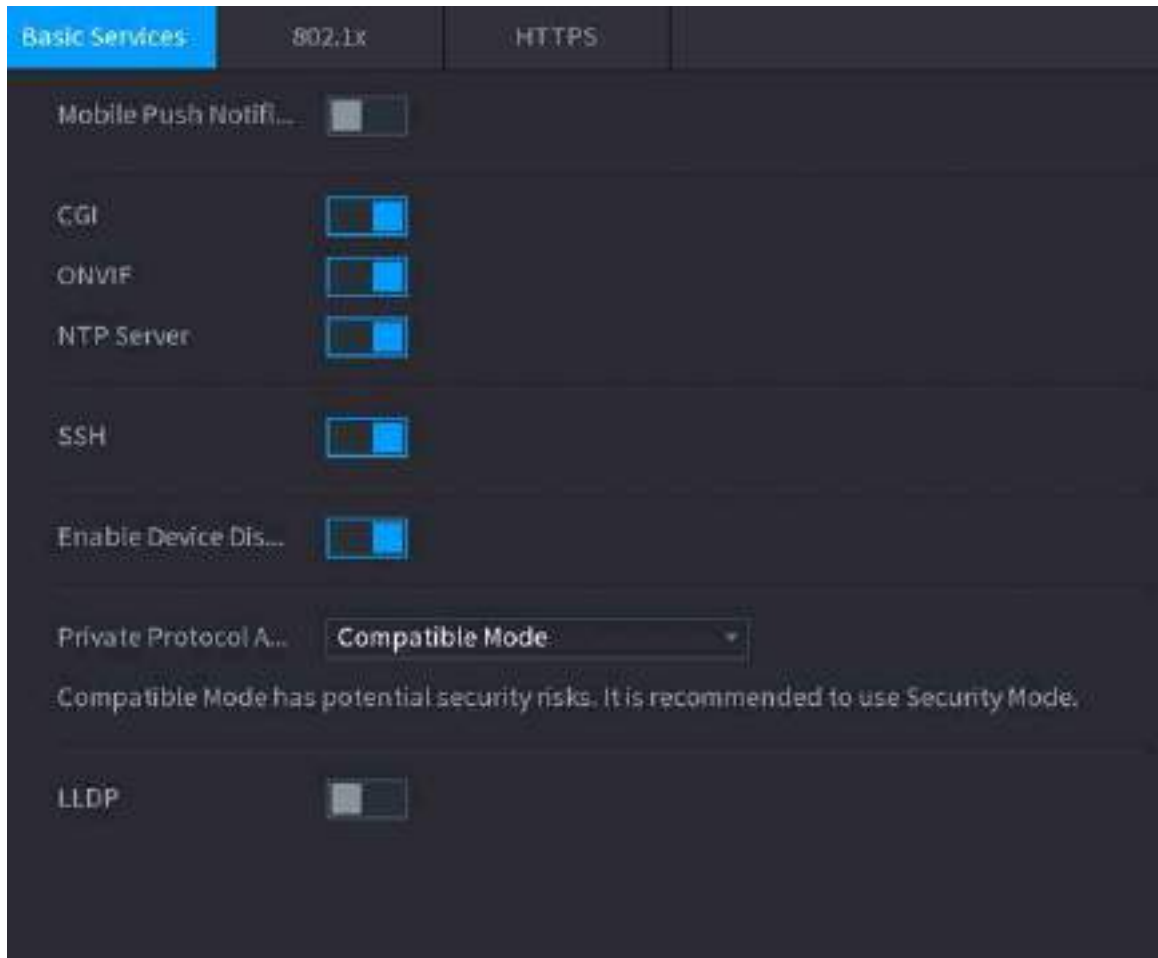 Basic Services 802.1x HTTPS
Mobile Push Notifi...
CGI
ONVIF
NTP Server
SSH
Enable Device Dis...
Private Protocol A... Compatible Mode
Compatible Mode has potential security risks. It is recommended to use Security Mode.
LLDP